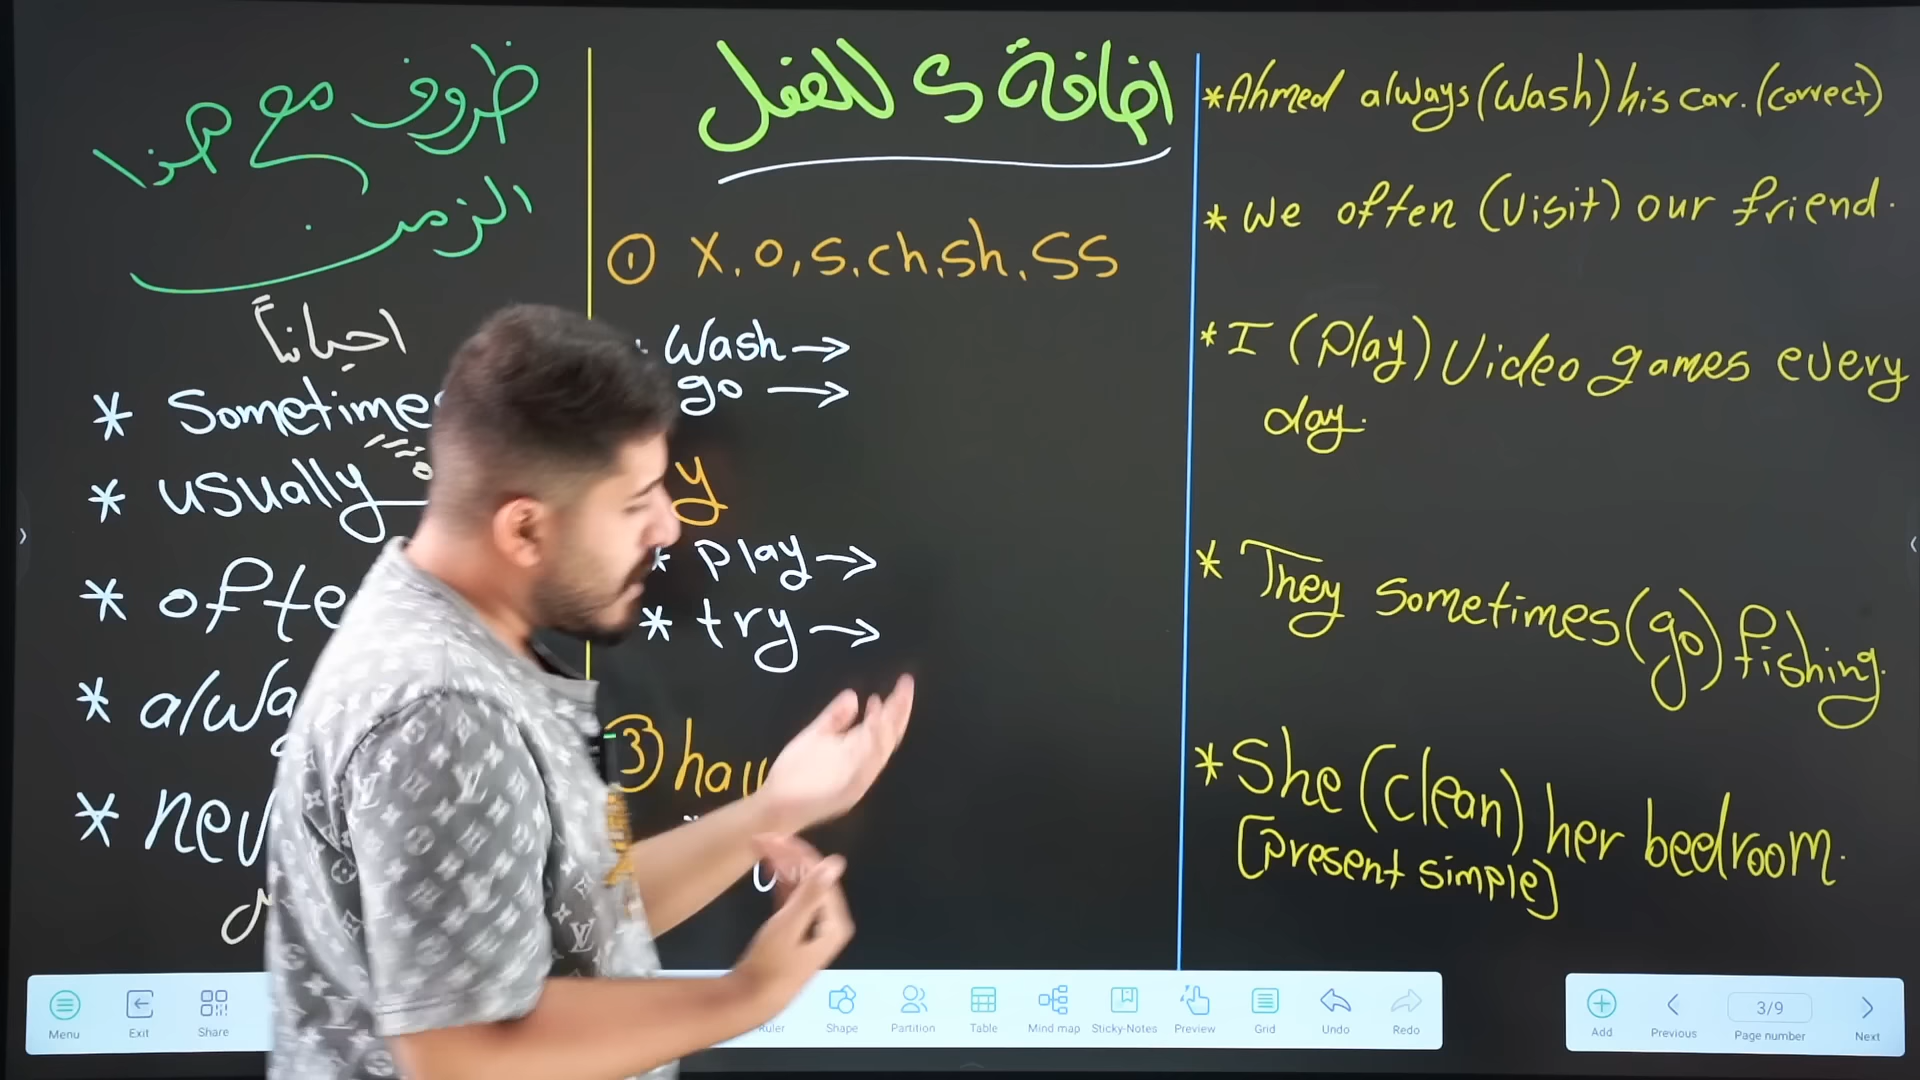 ظروف مع هذا
الزمن
احياناً
* Sometimes
* usually
* ofte
* alwa
* nev
اضافة s للفعل
① x, o, s, ch, sh, ss
Wash →
go →
y
* Play →
* try →
③ hav
*Ahmed always (Wash) his car. (correct)
* We often (visit) our friend.
* I (Play) Video games every
day.
* They sometimes (go) fishing.
* She (clean) her bedroom.
[Present simple]
Menu
Exit
Share
Ruler
Shape
Partition
Table
Mind map
Sticky-Notes
Preview
Grid
Undo
Redo
Add
Previous
3/9
Page number
Next